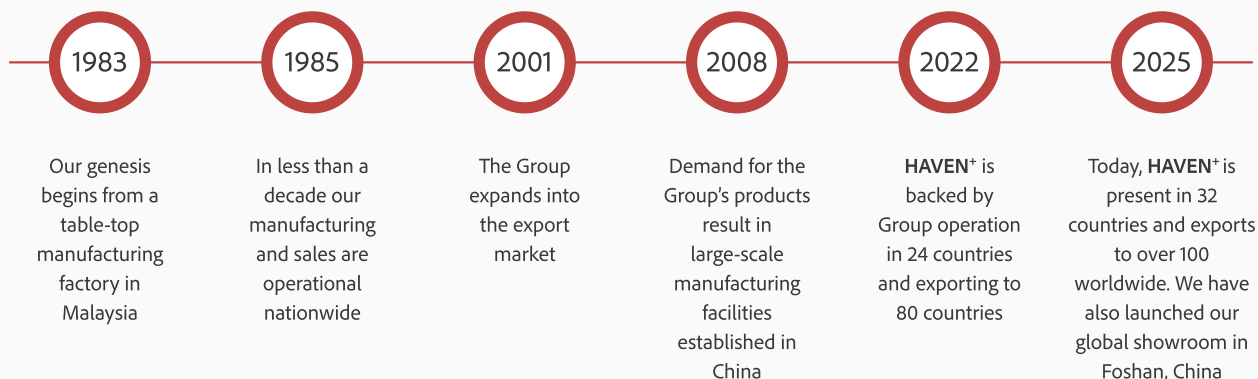 1983
Our genesis
begins from a
table-top
manufacturing
factory in
Malaysia
1985
In less than a
decade our
manufacturing
and sales are
operational
nationwide
2001
The Group
expands into
the export
market
2008
Demand for the
Group's products
result in
large-scale
manufacturing
facilities
established in
China
2022
HAVEN⁺ is
backed by
Group operation
in 24 countries
and exporting to
80 countries
2025
Today, HAVEN⁺ is
present in 32
countries and exports
to over 100
worldwide. We have
also launched our
global showroom in
Foshan, China